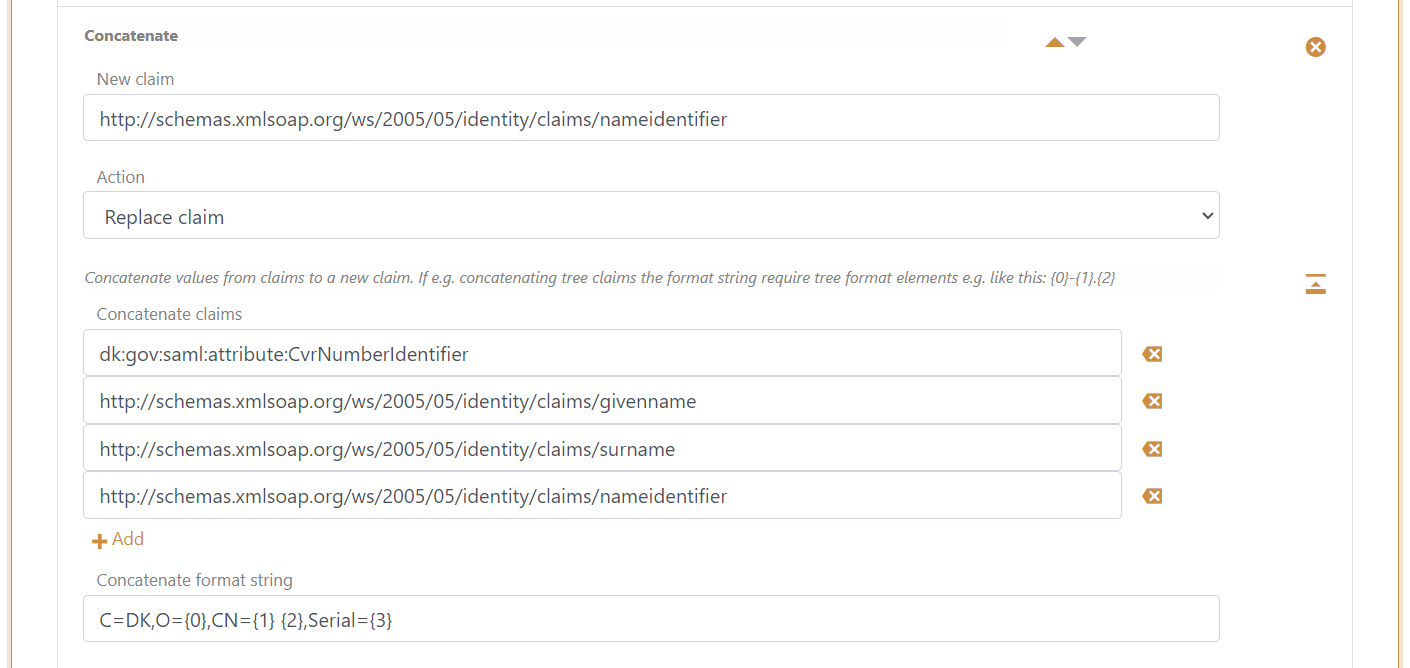 Concatenate
New claim
http://schemas.xmlsoap.org/ws/2005/05/identity/claims/nameidentifier
Action
Replace claim
Concatenate values from claims to a new claim. If e.g. concatenating tree claims the format string require tree format elements e.g. like this: {0}-{1}.{2}
Concatenate claims
dk:gov:saml:attribute:CvrNumberIdentifier
http://schemas.xmlsoap.org/ws/2005/05/identity/claims/givenname
http://schemas.xmlsoap.org/ws/2005/05/identity/claims/surname
http://schemas.xmlsoap.org/ws/2005/05/identity/claims/nameidentifier
Add
Concatenate format string
C=DK,O={0},CN={1} {2},Serial={3}